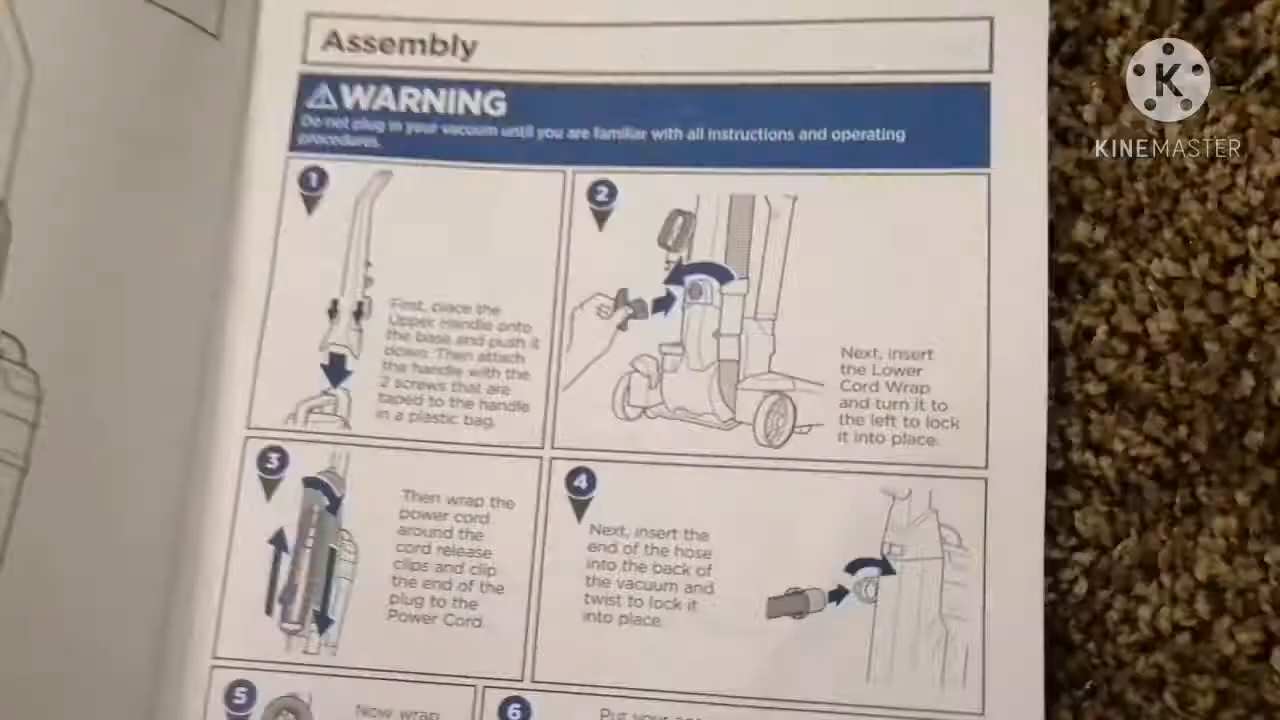 Assembly
WARNING
Do not plug in your vacuum until you are familiar with all instructions and operating
procedures.
1
First, place the
Upper Handle onto
the base and push it
down. Then attach
the handle with the
2 screws that are
taped to the handle
in a plastic bag.
2
Next, insert
the Lower
Cord Wrap
and turn it to
the left to lock
it into place.
3
Then wrap the
power cord
around the
cord release
clips and clip
the end of the
plug to the
Power Cord.
4
Next, insert the
end of the hose
into the back of
the vacuum and
twist to lock it
into place.
5
Now wrap
6
Put your
K
KINEMASTER